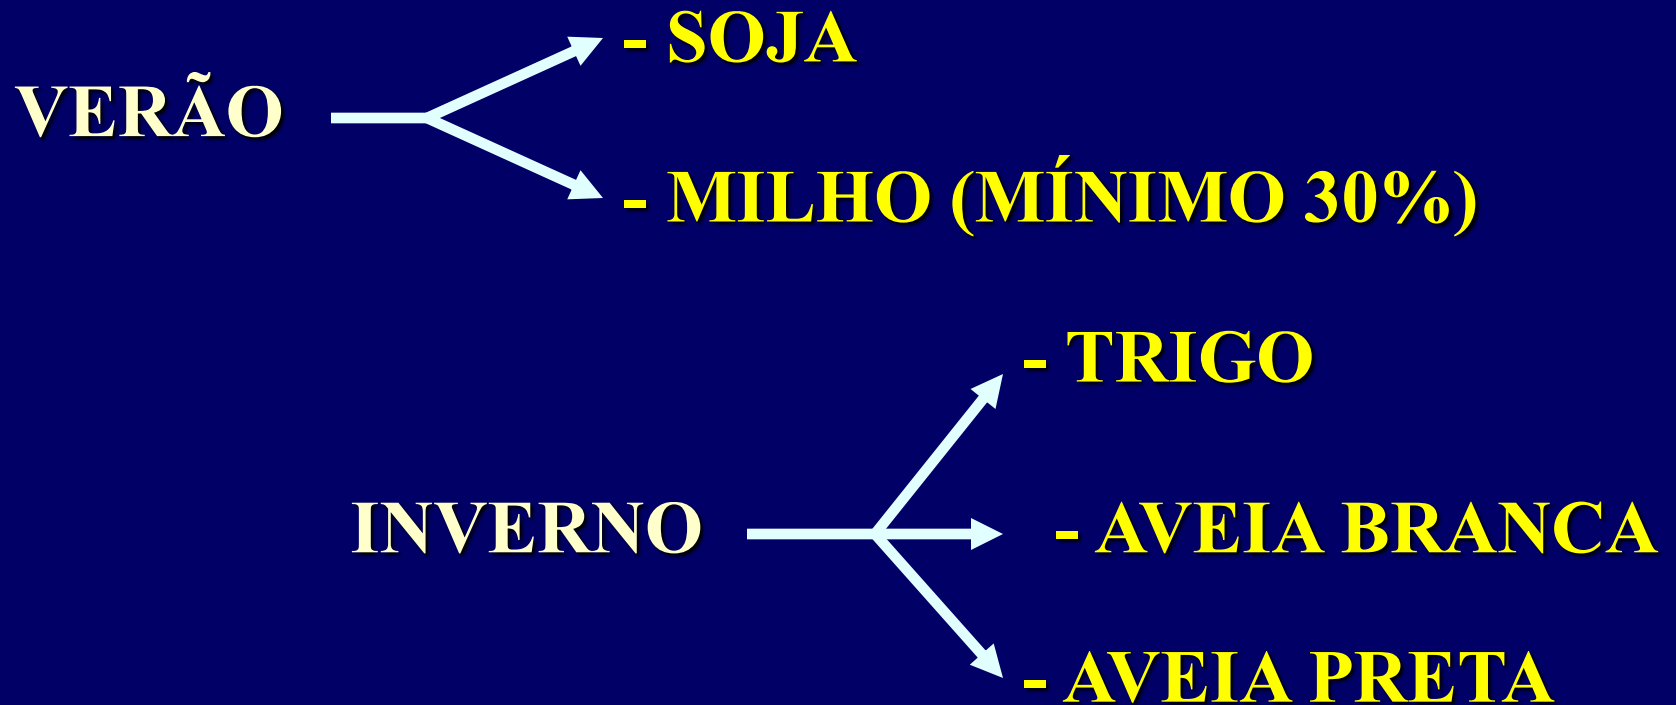 - SOJA
VERÃO
- MILHO (MÍNIMO 30%)
- TRIGO
INVERNO
- AVEIA BRANCA
- AVEIA PRETA